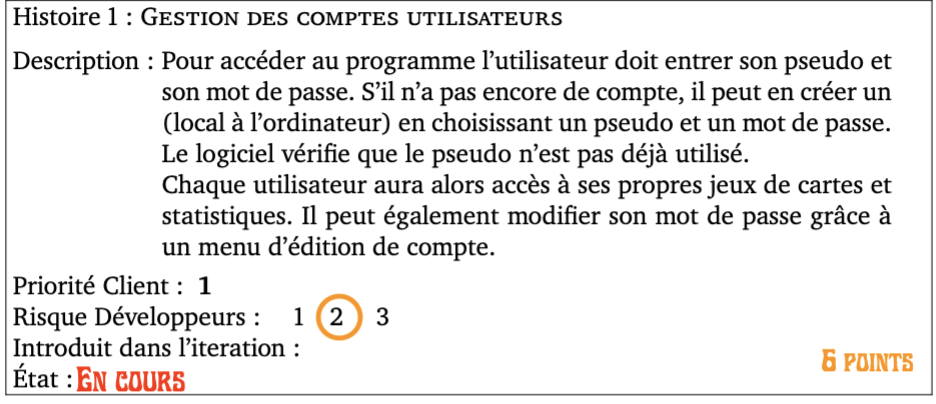 Histoire 1 : GESTION DES COMPTES UTILISATEURS
Description : Pour accéder au programme l’utilisateur doit entrer son pseudo et
son mot de passe. S’il n’a pas encore de compte, il peut en créer un
(local à l’ordinateur) en choisissant un pseudo et un mot de passe.
Le logiciel vérifie que le pseudo n’est pas déjà utilisé.
Chaque utilisateur aura alors accès à ses propres jeux de cartes et
statistiques. Il peut également modifier son mot de passe grâce à
un menu d’édition de compte.
Priorité Client : 1
Risque Développeurs : 1 2 3
Introduit dans l’iteration :
6 POINTS
État : EN COURS